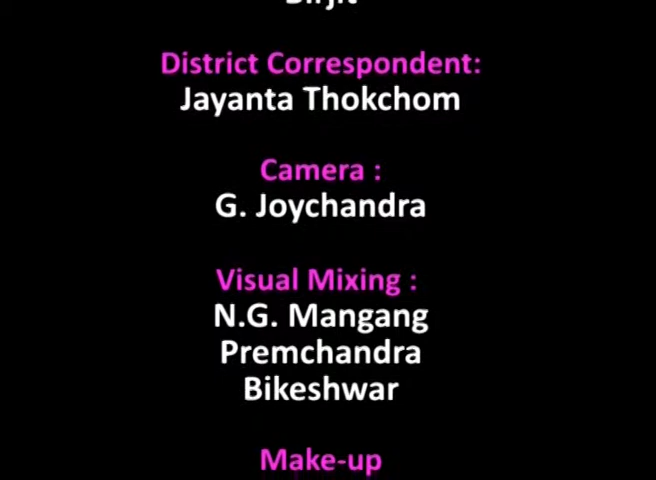 District Correspondent:
Jayanta Thokchom
Camera :
G. Joychandra
Visual Mixing :
N.G. Mangang
Premchandra
Bikeshwar
Make-up